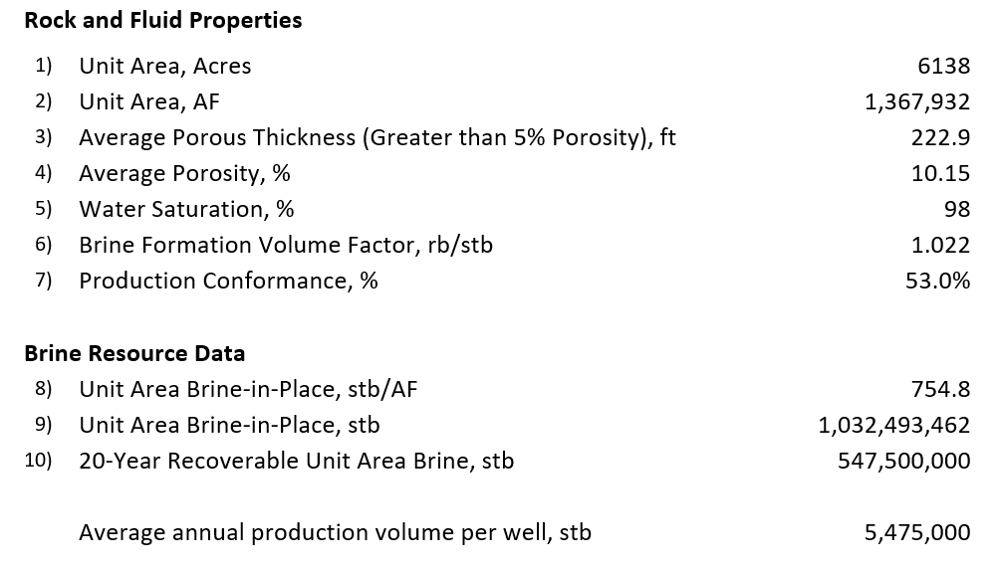 Rock and Fluid Properties
1) Unit Area, Acres 6138
2) Unit Area, AF 1,367,932
3) Average Porous Thickness (Greater than 5% Porosity), ft 222.9
4) Average Porosity, % 10.15
5) Water Saturation, % 98
6) Brine Formation Volume Factor, rb/stb 1.022
7) Production Conformance, % 53.0%
Brine Resource Data
8) Unit Area Brine-in-Place, stb/AF 754.8
9) Unit Area Brine-in-Place, stb 1,032,493,462
10) 20-Year Recoverable Unit Area Brine, stb 547,500,000
Average annual production volume per well, stb 5,475,000